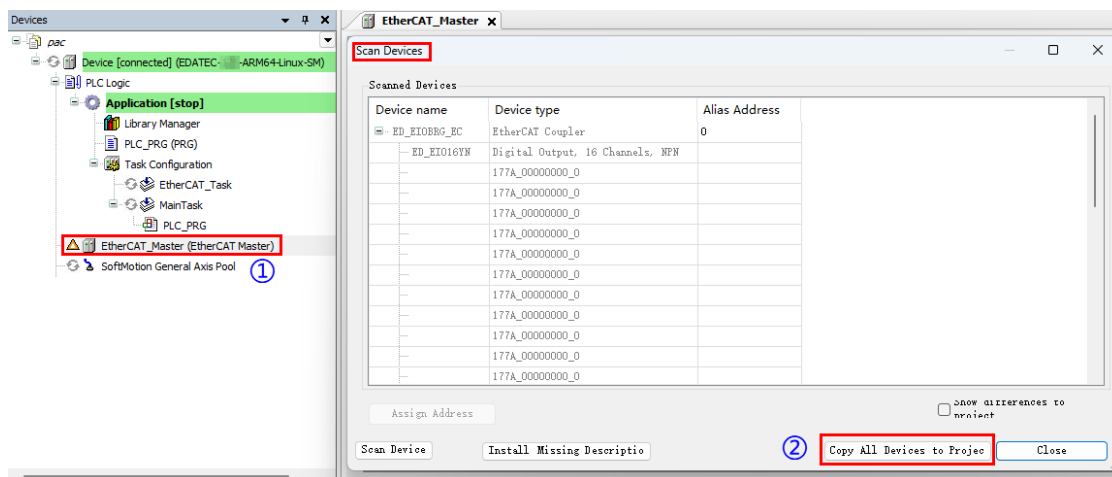 Devices
pac
Device [connected] (EDATEC- -ARM64-Linux-SM)
PLC Logic
Application [stop]
Library Manager
PLC_PRG (PRG)
Task Configuration
EtherCAT_Task
MainTask
PLC_PRG
EtherCAT_Master (EtherCAT Master)
SoftMotion General Axis Pool
①
EtherCAT_Master
Scan Devices
Scanned Devices
Device name Device type Alias Address
ED_EIOBRG_EC EtherCAT Coupler 0
ED_EIO16YN Digital Output, 16 Channels, NPN
177A_00000000_0
177A_00000000_0
177A_00000000_0
177A_00000000_0
177A_00000000_0
177A_00000000_0
177A_00000000_0
177A_00000000_0
177A_00000000_0
177A_00000000_0
177A_00000000_0
Assign Address
Show differences to
project
Scan Device
Install Missing Descriptio
②
Copy All Devices to Projec
Close